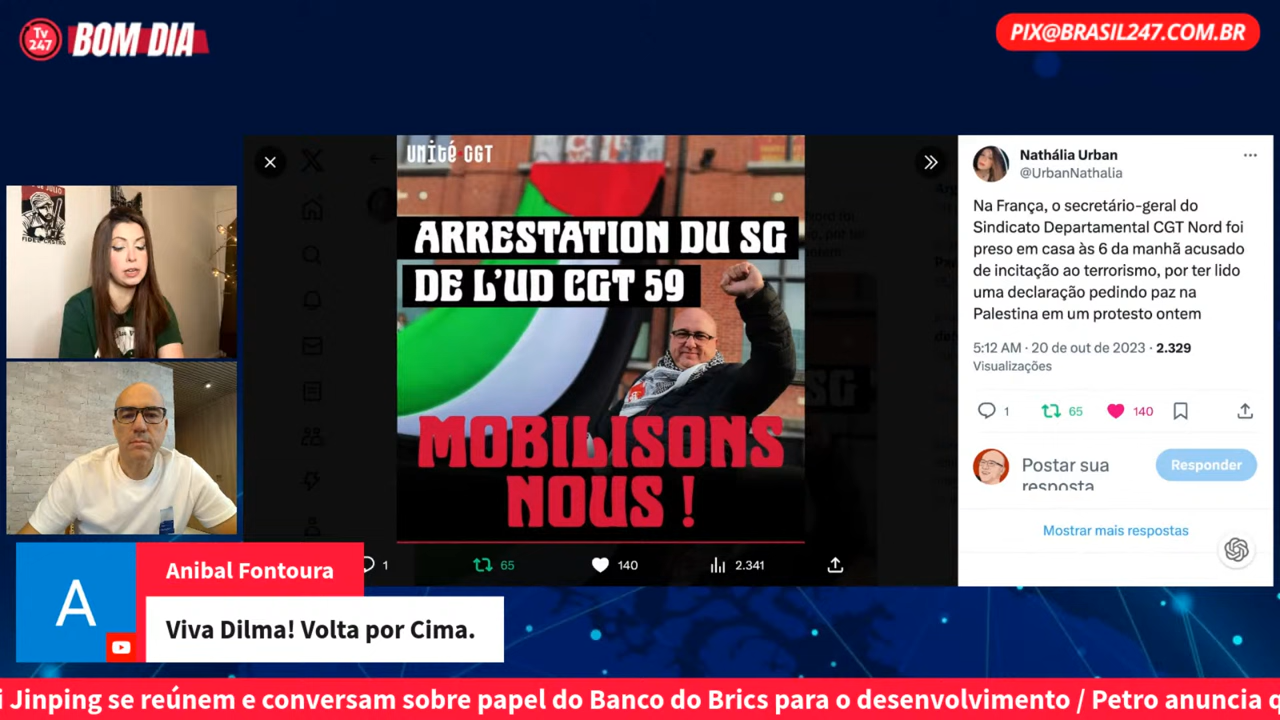 Tv
247
BOM DIA
PIX@BRASIL247.COM.BR
UNITÉ CGT
ARRESTATION DU SG
DE L'UD CGT 59
MOBILISONS
NOUS !
1
65
140
2.341
Nathália Urban
@UrbanNathalia
Na França, o secretário-geral do
Sindicato Departamental CGT Nord foi
preso em casa às 6 da manhã acusado
de incitação ao terrorismo, por ter lido
uma declaração pedindo paz na
Palestina em um protesto ontem
5:12 AM · 20 de out de 2023 · 2.329
Visualizações
1
65
140
Postar sua
resposta
Responder
Mostrar mais respostas
FIDEL CASTRO
A
Anibal Fontoura
Viva Dilma! Volta por Cima.
i Jinping se reúnem e conversam sobre papel do Banco do Brics para o desenvolvimento / Petro anuncia q